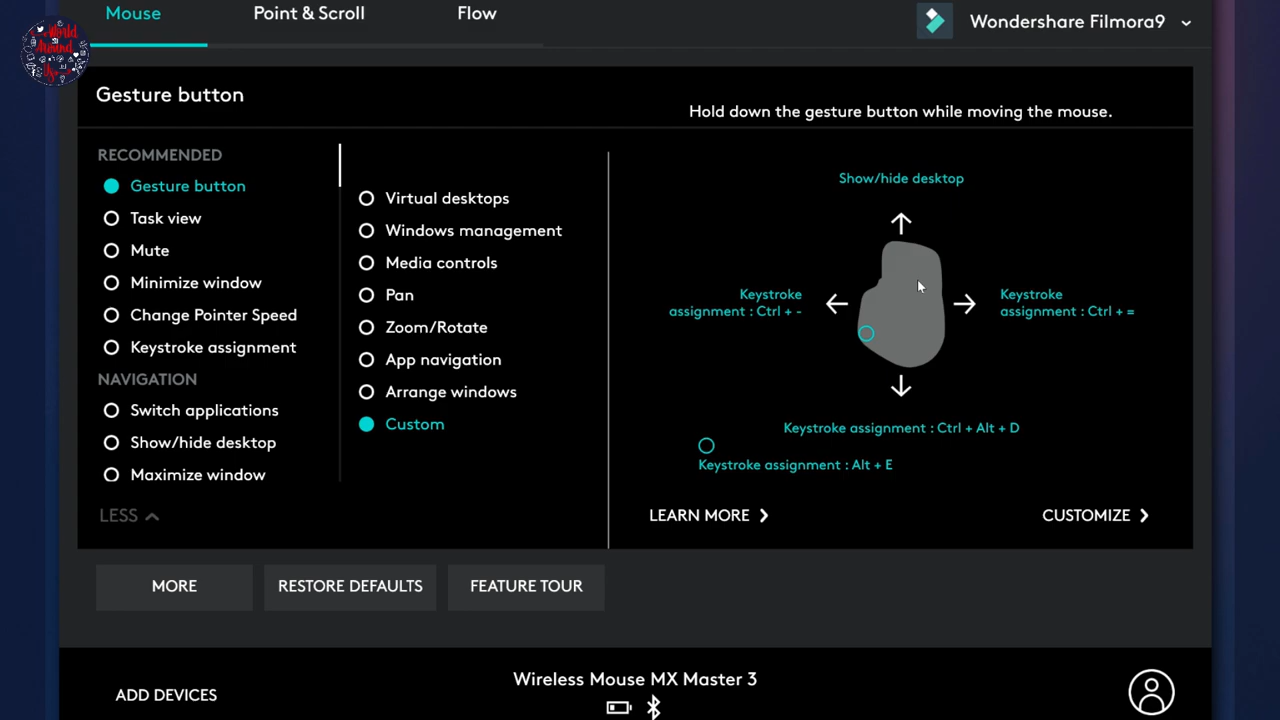 Mouse
Point & Scroll
Flow
Wondershare Filmora9
World
Around
Us
Gesture button
Hold down the gesture button while moving the mouse.
RECOMMENDED
Gesture button
Task view
Mute
Minimize window
Change Pointer Speed
Keystroke assignment
NAVIGATION
Switch applications
Show/hide desktop
Maximize window
LESS
Virtual desktops
Windows management
Media controls
Pan
Zoom/Rotate
App navigation
Arrange windows
Custom
Show/hide desktop
Keystroke
assignment : Ctrl + -
Keystroke
assignment : Ctrl + =
Keystroke assignment : Ctrl + Alt + D
Keystroke assignment : Alt + E
LEARN MORE
CUSTOMIZE
MORE
RESTORE DEFAULTS
FEATURE TOUR
ADD DEVICES
Wireless Mouse MX Master 3